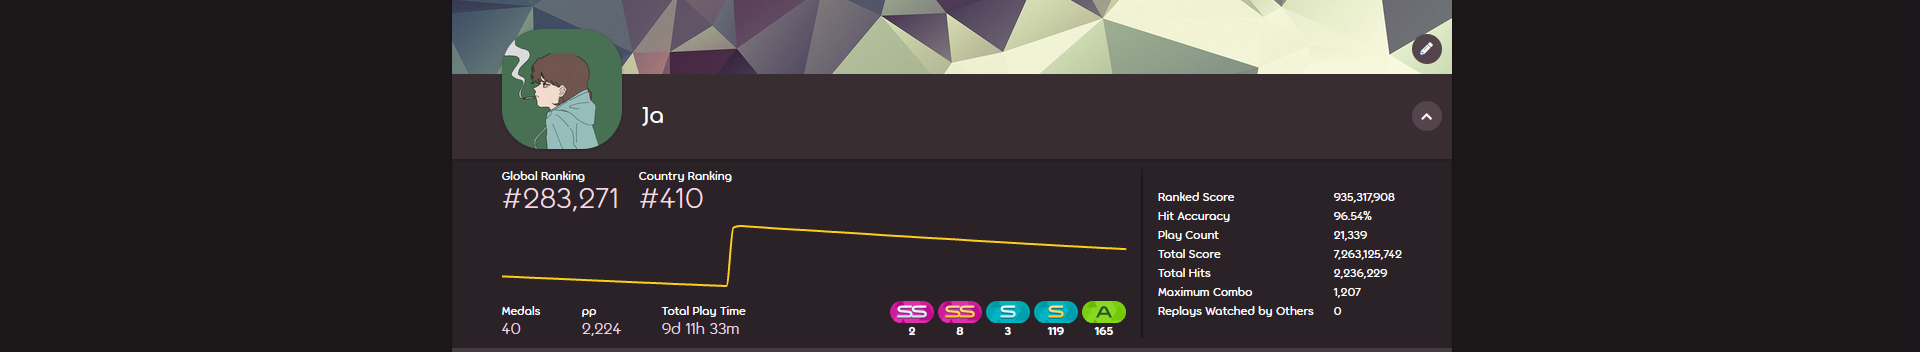 Ja
Global Ranking Country Ranking
#283,271 #410
Medals pp Total Play Time
40 2,224 9d 11h 33m
SS SS S S A
2 8 3 119 165
Ranked Score 935,317,908
Hit Accuracy 96.54%
Play Count 21,339
Total Score 7,263,125,742
Total Hits 2,236,229
Maximum Combo 1,207
Replays Watched by Others 0